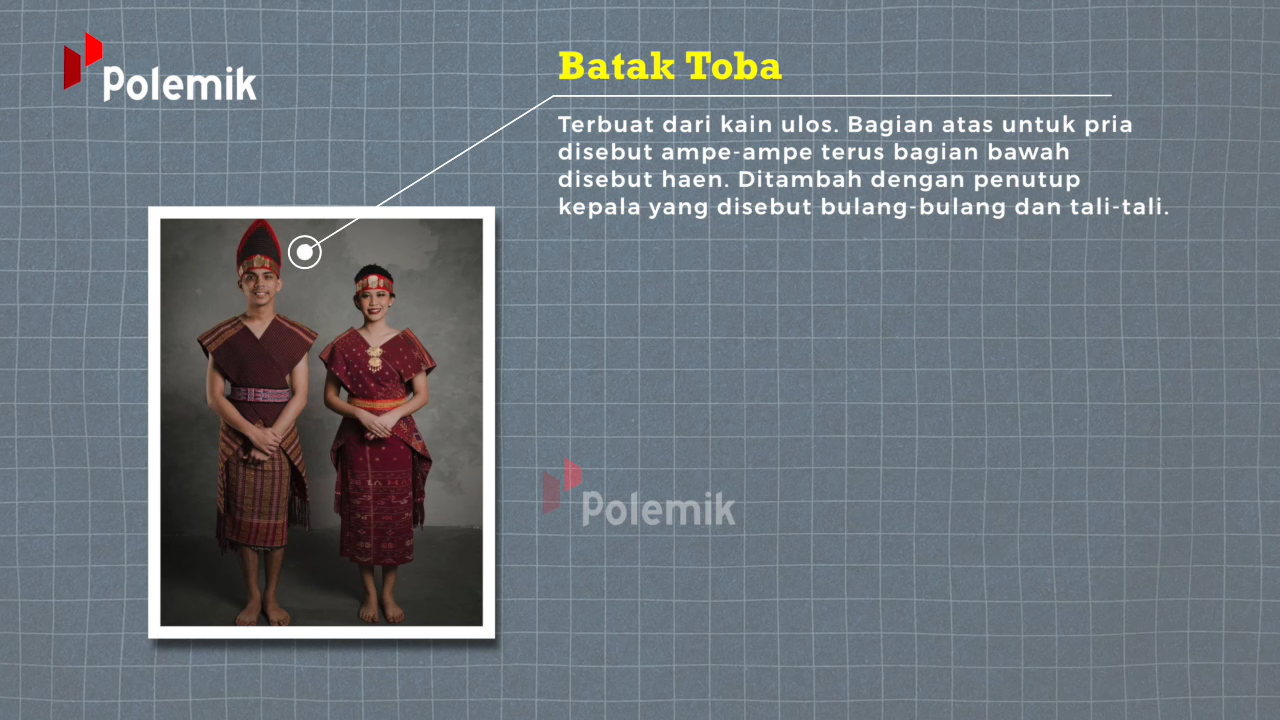 Polemik
Batak Toba
Terbuat dari kain ulos. Bagian atas untuk pria
disebut ampe-ampe terus bagian bawah
disebut haen. Ditambah dengan penutup
kepala yang disebut bulang-bulang dan tali-tali.
Polemik